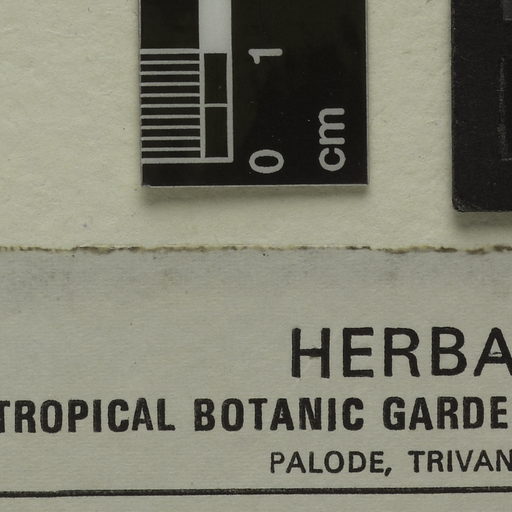 0 1
cm
HERBA
TROPICAL BOTANIC GARDE
PALODE, TRIVAN